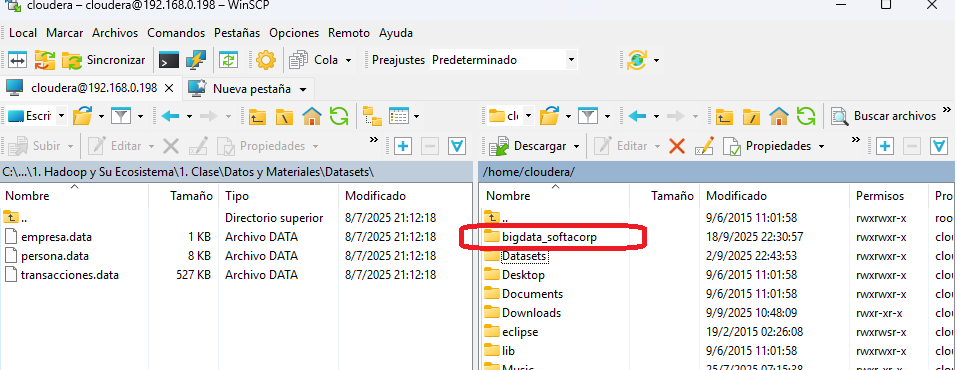 cloudera – cloudera@192.168.0.198 – WinSCP
Local Marcar Archivos Comandos Pestañas Opciones Remoto Ayuda
Sincronizar Cola Preajustes Predeterminado
cloudera@192.168.0.198 × Nueva pestaña
Escri clo Buscar archivos »
Subir Editar Propiedades » Descargar Editar Propiedades »
C:\...\1. Hadoop y Su Ecosistema\1. Clase\Datos y Materiales\Datasets\ /home/cloudera/
Nombre Tamaño Tipo Modificado Nombre Tamaño Modificado Permisos Pro
.. Directorio superior 8/7/2025 21:12:18 .. 9/6/2015 11:01:58 rwxrwxr-x roo
empresa.data 1 KB Archivo DATA 8/7/2025 21:12:18 bigdata_softacorp 18/9/2025 22:30:57 rwxrwxr-x clo
persona.data 8 KB Archivo DATA 8/7/2025 21:12:18 Datasets 2/9/2025 22:43:53 rwxrwxr-x clo
transacciones.data 527 KB Archivo DATA 8/7/2025 21:12:18 Desktop 9/6/2015 11:01:58 rwxrwxr-x clo
Documents 9/6/2015 11:01:58 rwxrwxr-x clo
Downloads 9/9/2025 10:48:09 rwxr-xr-x clo
eclipse 19/2/2015 02:26:08 rwxrwsr-x clo
lib 9/6/2015 11:01:58 rwxrwxr-x clo
Music 25/7/2025 07:15:38 rwxrwxr-x